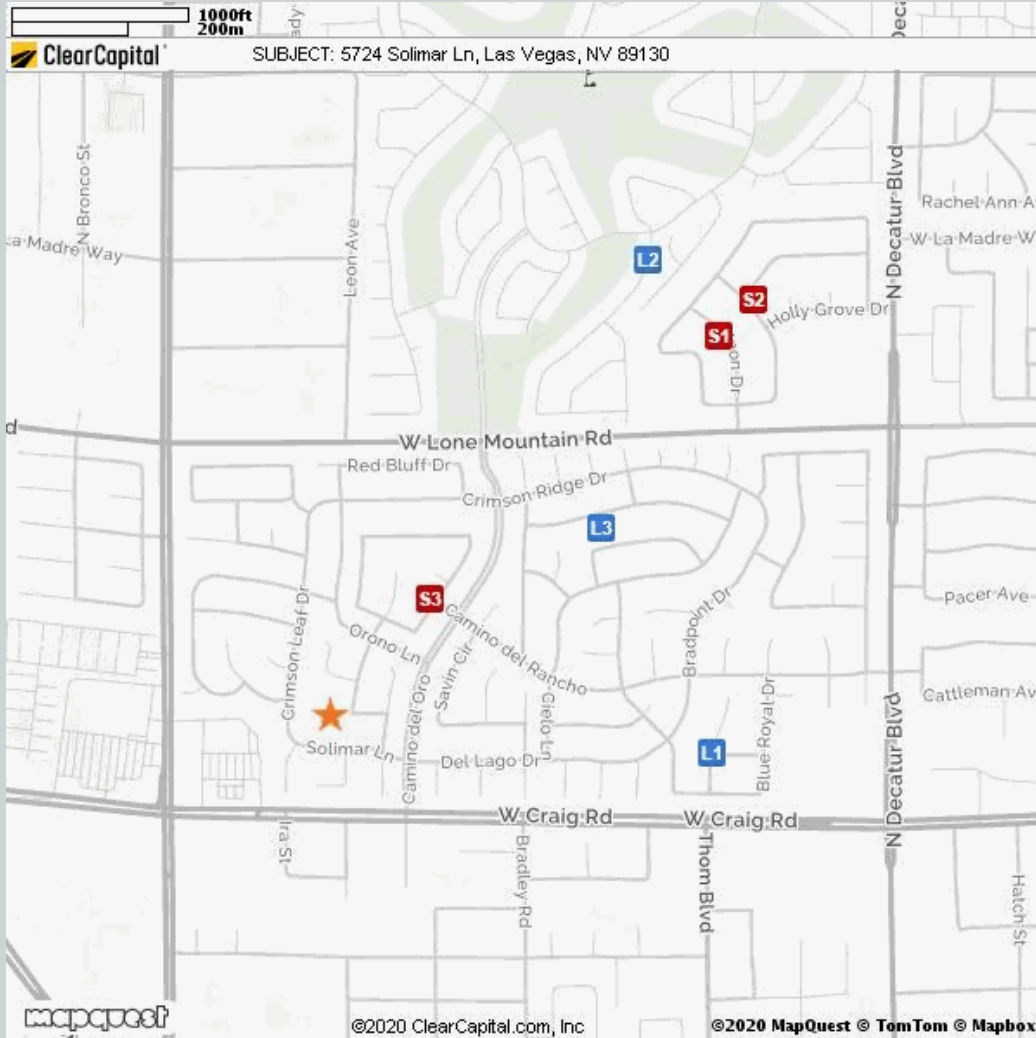 1000ft
200m
ClearCapital
SUBJECT: 5724 Solimar Ln, Las Vegas, NV 89130
N Bronco St
Leon Ave
N Decatur Blvd
Rachel Ann A
W La Madre W
a Madre Way
L2
S2
Holly Grove Dr
S1
on Dr
d
W Lone Mountain Rd
Red Bluff Dr
Crimson Ridge Dr
L3
S3
Crimson Leaf Dr
Orono Ln
Camino del Rancho
Savin Cir
Camino del Oro
Cielo Ln
Bradpoint Dr
Pacer Ave
Cattleman Av
Blue Royal Dr
N Decatur Blvd
Solimar Ln
Del Lago Dr
L1
W Craig Rd
W Craig Rd
Ira St
Bradley Rd
Thom Blvd
Hatch St
mapquest
©2020 ClearCapital.com, Inc
©2020 MapQuest © TomTom © Mapbox